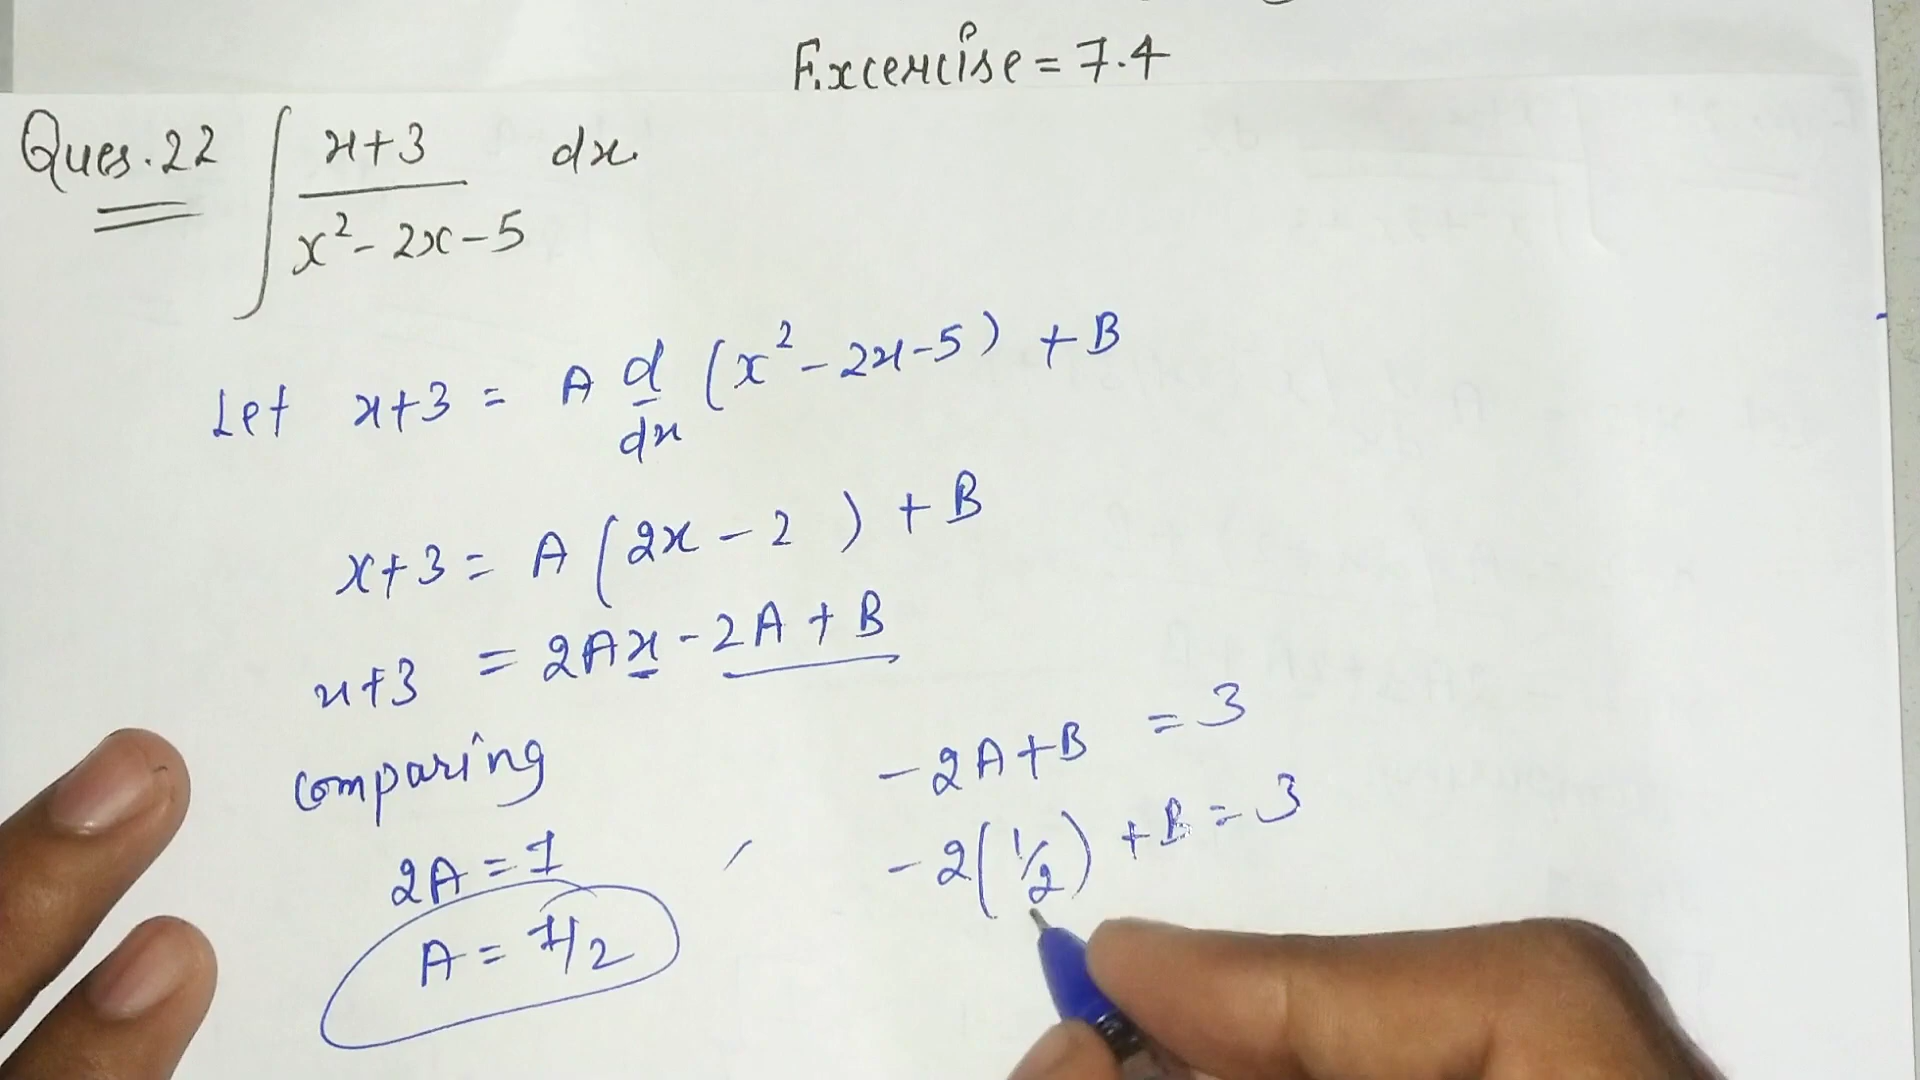 Excercise = 7.4
Ques. 22 ∫ x+3 / x² - 2x - 5 dx
Let x+3 = A d/dx (x² - 2x - 5) + B
x+3 = A (2x - 2) + B
x+3 = 2Ax - 2A + B
comparing
-2A + B = 3
2A = 1 , -2(1/2) + B = 3
A = 1/2